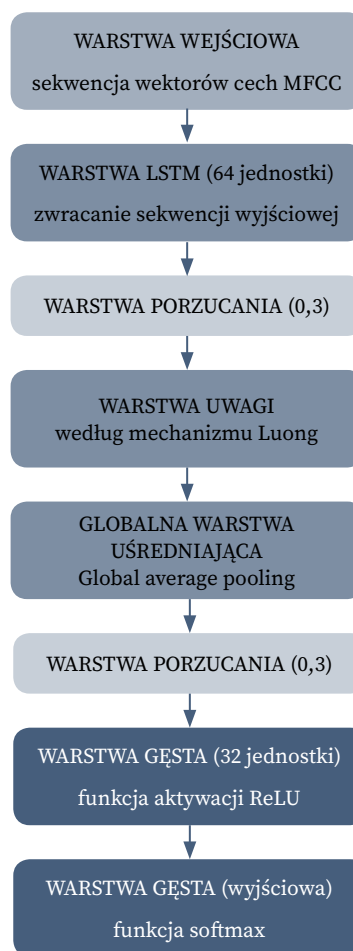 WARSTWA WEJŚCIOWA
sekwencja wektorów cech MFCC
WARSTWA LSTM (64 jednostki)
zwracanie sekwencji wyjściowej
WARSTWA PORZUCANIA (0,3)
WARSTWA UWAGI
według mechanizmu Luong
GLOBALNA WARSTWA
UŚREDNIAJĄCA
Global average pooling
WARSTWA PORZUCANIA (0,3)
WARSTWA GĘSTA (32 jednostki)
funkcja aktywacji ReLU
WARSTWA GĘSTA (wyjściowa)
funkcja softmax